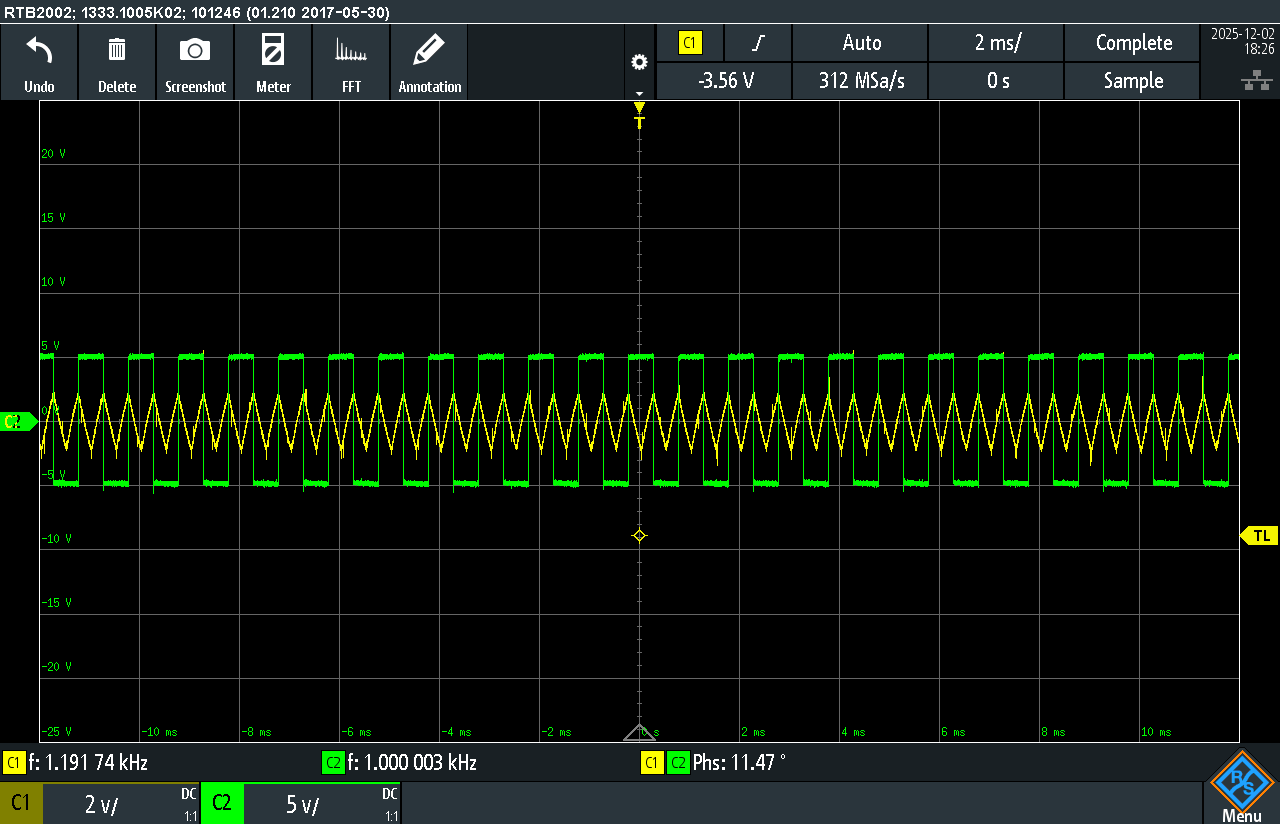 RTB2002; 1333.1005K02; 101246 (01.210 2017-05-30)
Undo
Delete
Screenshot
Meter
FFT
Annotation
C1
Auto
2 ms/
Complete
-3.56 V
312 MSa/s
0 s
Sample
2025-12-02
18:26
T
20 V
15 V
10 V
5 V
0 V
-5 V
-10 V
-15 V
-20 V
-25 V
C2
TL
-10 ms
-8 ms
-6 ms
-4 ms
-2 ms
0 s
2 ms
4 ms
6 ms
8 ms
10 ms
C1 f: 1.191 74 kHz
C2 f: 1.000 003 kHz
C1 C2 Phs: 11.47 °
C1 2 V/ DC 1:1
C2 5 V/ DC 1:1
R S
Menu